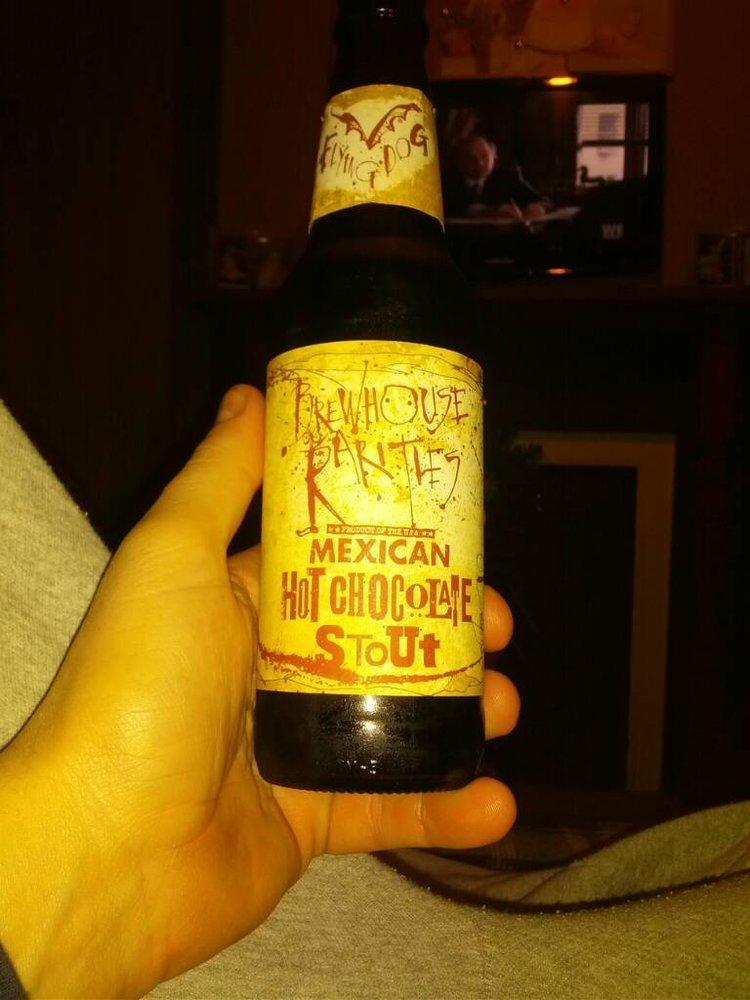 FLYING DOG
BREWHOUSE
RARITIES
PRODUCT OF THE USA
MEXICAN
HOT CHOCOLATE
STOUT